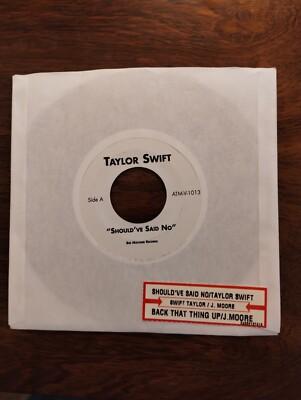 TAYLOR SWIFT
Side A
ATMV-1013
"SHOULD'VE SAID NO"
BIG MACHINE RECORDS
SHOULD'VE SAID NO/TAYLOR SWIFT
SWIFT TAYLOR / J. MOORE
BACK THAT THING UP/J.MOORE